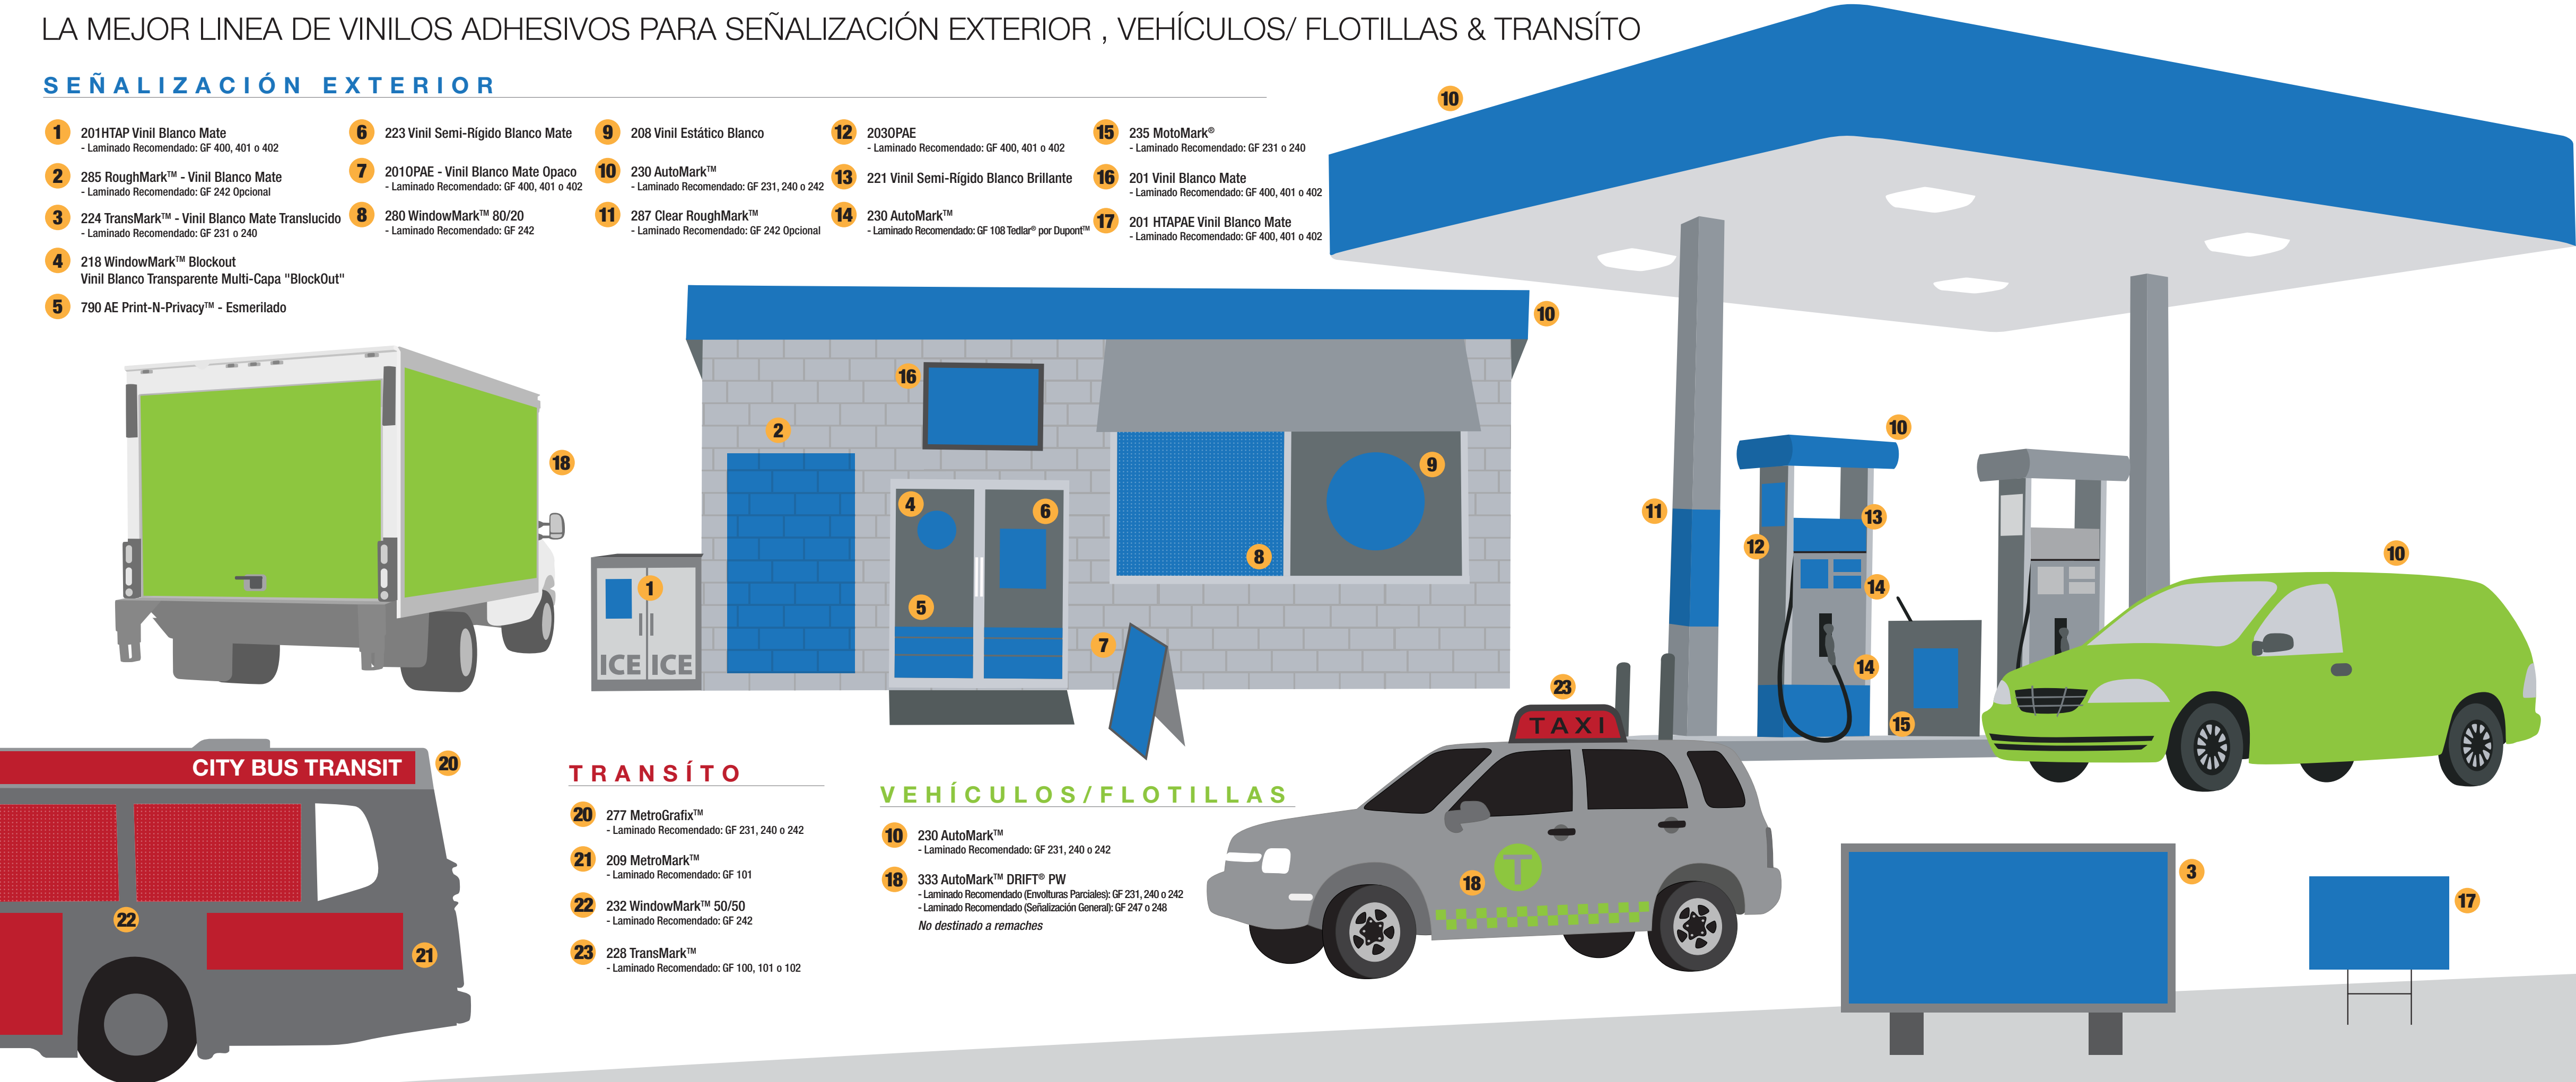 LA MEJOR LINEA DE VINILOS ADHESIVOS PARA SEÑALIZACIÓN EXTERIOR , VEHÍCULOS/ FLOTILLAS & TRANSÍTO
SEÑALIZACIÓN EXTERIOR
1 201HTAP Vinil Blanco Mate
- Laminado Recomendado: GF 400, 401 o 402
2 285 RoughMark™ - Vinil Blanco Mate
- Laminado Recomendado: GF 242 Opcional
3 224 TransMark™ - Vinil Blanco Mate Translucido
- Laminado Recomendado: GF 231 o 240
4 218 WindowMark™ Blockout
Vinil Blanco Transparente Multi-Capa "BlockOut"
5 790 AE Print-N-Privacy™ - Esmerilado
6 223 Vinil Semi-Rígido Blanco Mate
7 201OPAE - Vinil Blanco Mate Opaco
- Laminado Recomendado: GF 400, 401 o 402
8 280 WindowMark™ 80/20
- Laminado Recomendado: GF 242
9 208 Vinil Estático Blanco
10 230 AutoMark™
- Laminado Recomendado: GF 231, 240 o 242
11 287 Clear RoughMark™
- Laminado Recomendado: GF 242 Opcional
12 203OPAE
- Laminado Recomendado: GF 400, 401 o 402
13 221 Vinil Semi-Rígido Blanco Brillante
14 230 AutoMark™
- Laminado Recomendado: GF 108 Tedlar® por Dupont™
15 235 MotoMark®
- Laminado Recomendado: GF 231 o 240
16 201 Vinil Blanco Mate
- Laminado Recomendado: GF 400, 401 o 402
17 201 HTAPAE Vinil Blanco Mate
- Laminado Recomendado: GF 400, 401 o 402
10
10
16
2
18
4
6
9
8
1
5
7
ICE ICE
10
11
13
12
14
14
15
10
23
TAXI
T
18
CITY BUS TRANSIT
20
22
21
TRANSÍTO
20 277 MetroGrafix™
- Laminado Recomendado: GF 231, 240 o 242
21 209 MetroMark™
- Laminado Recomendado: GF 101
22 232 WindowMark™ 50/50
- Laminado Recomendado: GF 242
23 228 TransMark™
- Laminado Recomendado: GF 100, 101 o 102
VEHÍCULOS/FLOTILLAS
10 230 AutoMark™
- Laminado Recomendado: GF 231, 240 o 242
18 333 AutoMark™ DRIFT® PW
- Laminado Recomendado (Envolturas Parciales): GF 231, 240 o 242
- Laminado Recomendado (Señalización General): GF 247 o 248
No destinado a remaches
3
17